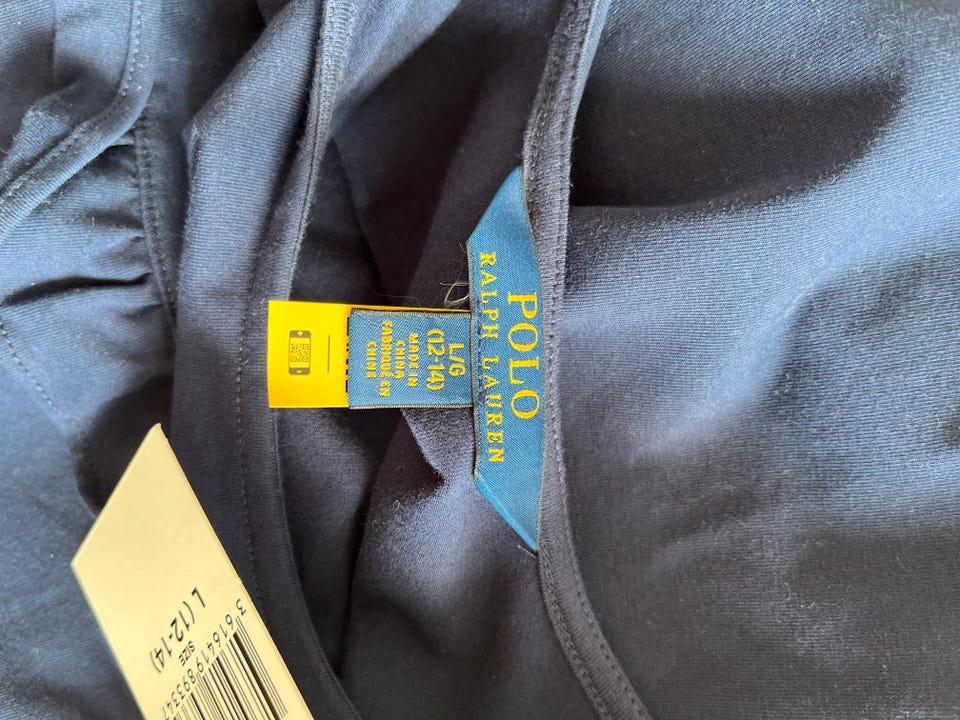 POLO
RALPH LAUREN
L/G
(12-14)
MADE IN
CHINA
FABRIQUÉ EN
CHINE
L (12-14)
SIZE